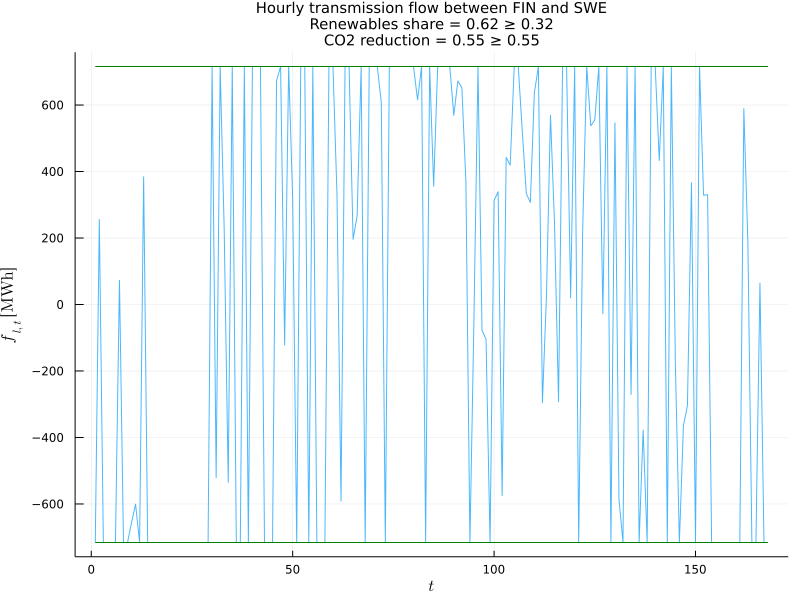 Hourly transmission flow between FIN and SWE
Renewables share = 0.62 ≥ 0.32
CO2 reduction = 0.55 ≥ 0.55
600
400
200
0
−200
−400
−600
f l,t [MWh]
0
50
100
150
t